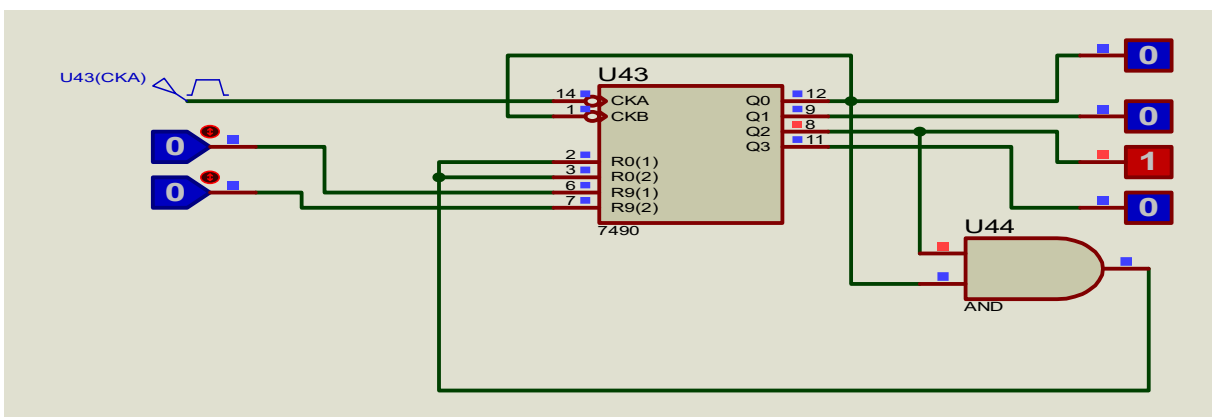 U43(CKA)
0
0
U43
14 CKA
1 CKB
2 R0(1)
3 R0(2)
6 R9(1)
7 R9(2)
Q0 12
Q1 9
Q2 8
Q3 11
7490
0
0
1
0
U44
AND